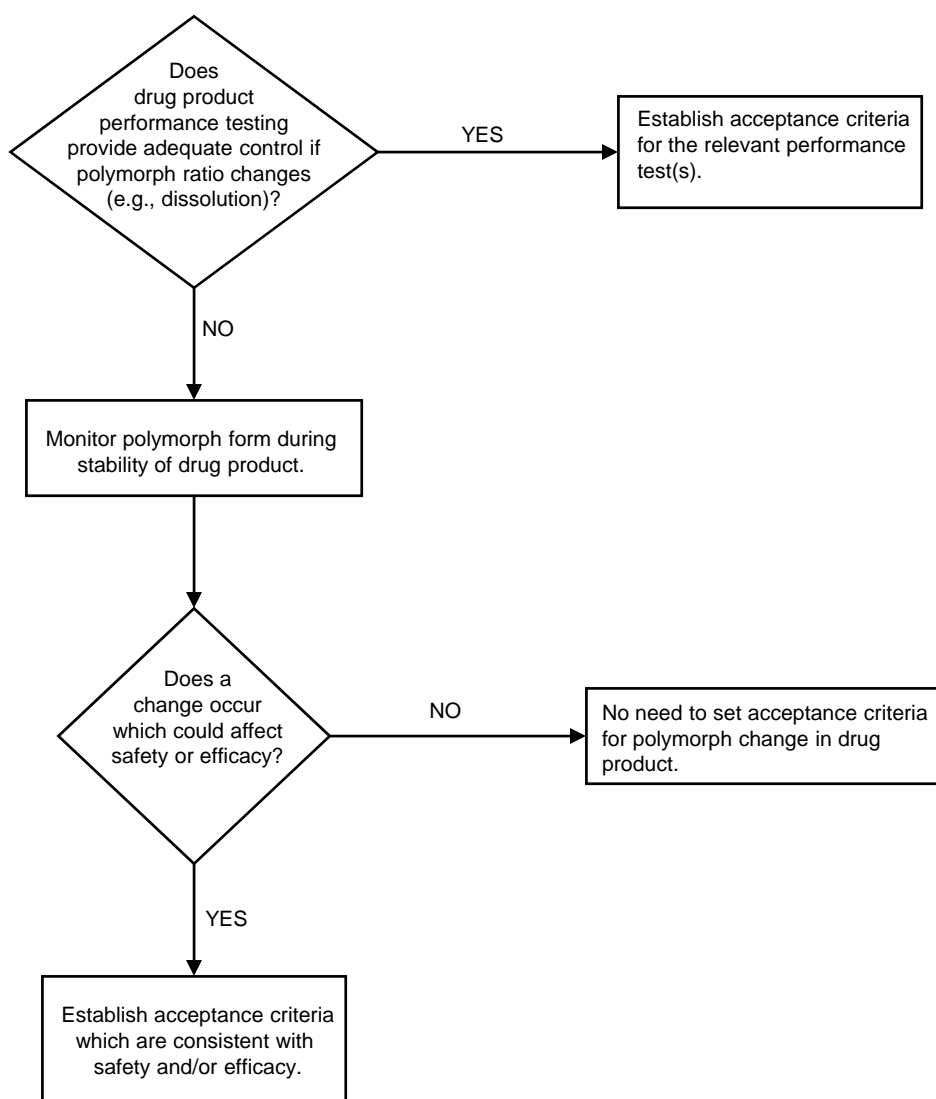 Does
drug product
performance testing
provide adequate control if
polymorph ratio changes
(e.g., dissolution)?
YES
Establish acceptance criteria
for the relevant performance
test(s).
NO
Monitor polymorph form during
stability of drug product.
Does a
change occur
which could affect
safety or efficacy?
NO
No need to set acceptance criteria
for polymorph change in drug
product.
YES
Establish acceptance criteria
which are consistent with
safety and/or efficacy.